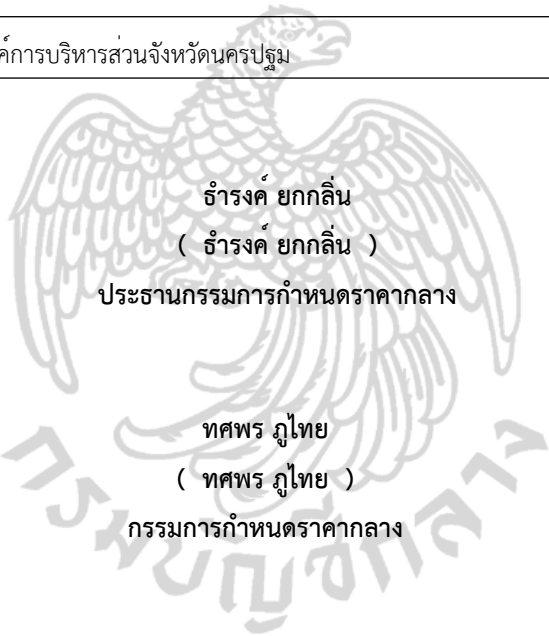 ค์การบริหารส่วนจังหวัดนครปฐม
ธำรงค์ ยกกลิ่น
( ธำรงค์ ยกกลิ่น )
ประธานกรรมการกำหนดราคากลาง
ทศพร ภูไทย
( ทศพร ภูไทย )
กรรมการกำหนดราคากลาง
กรมบัญชีกลาง